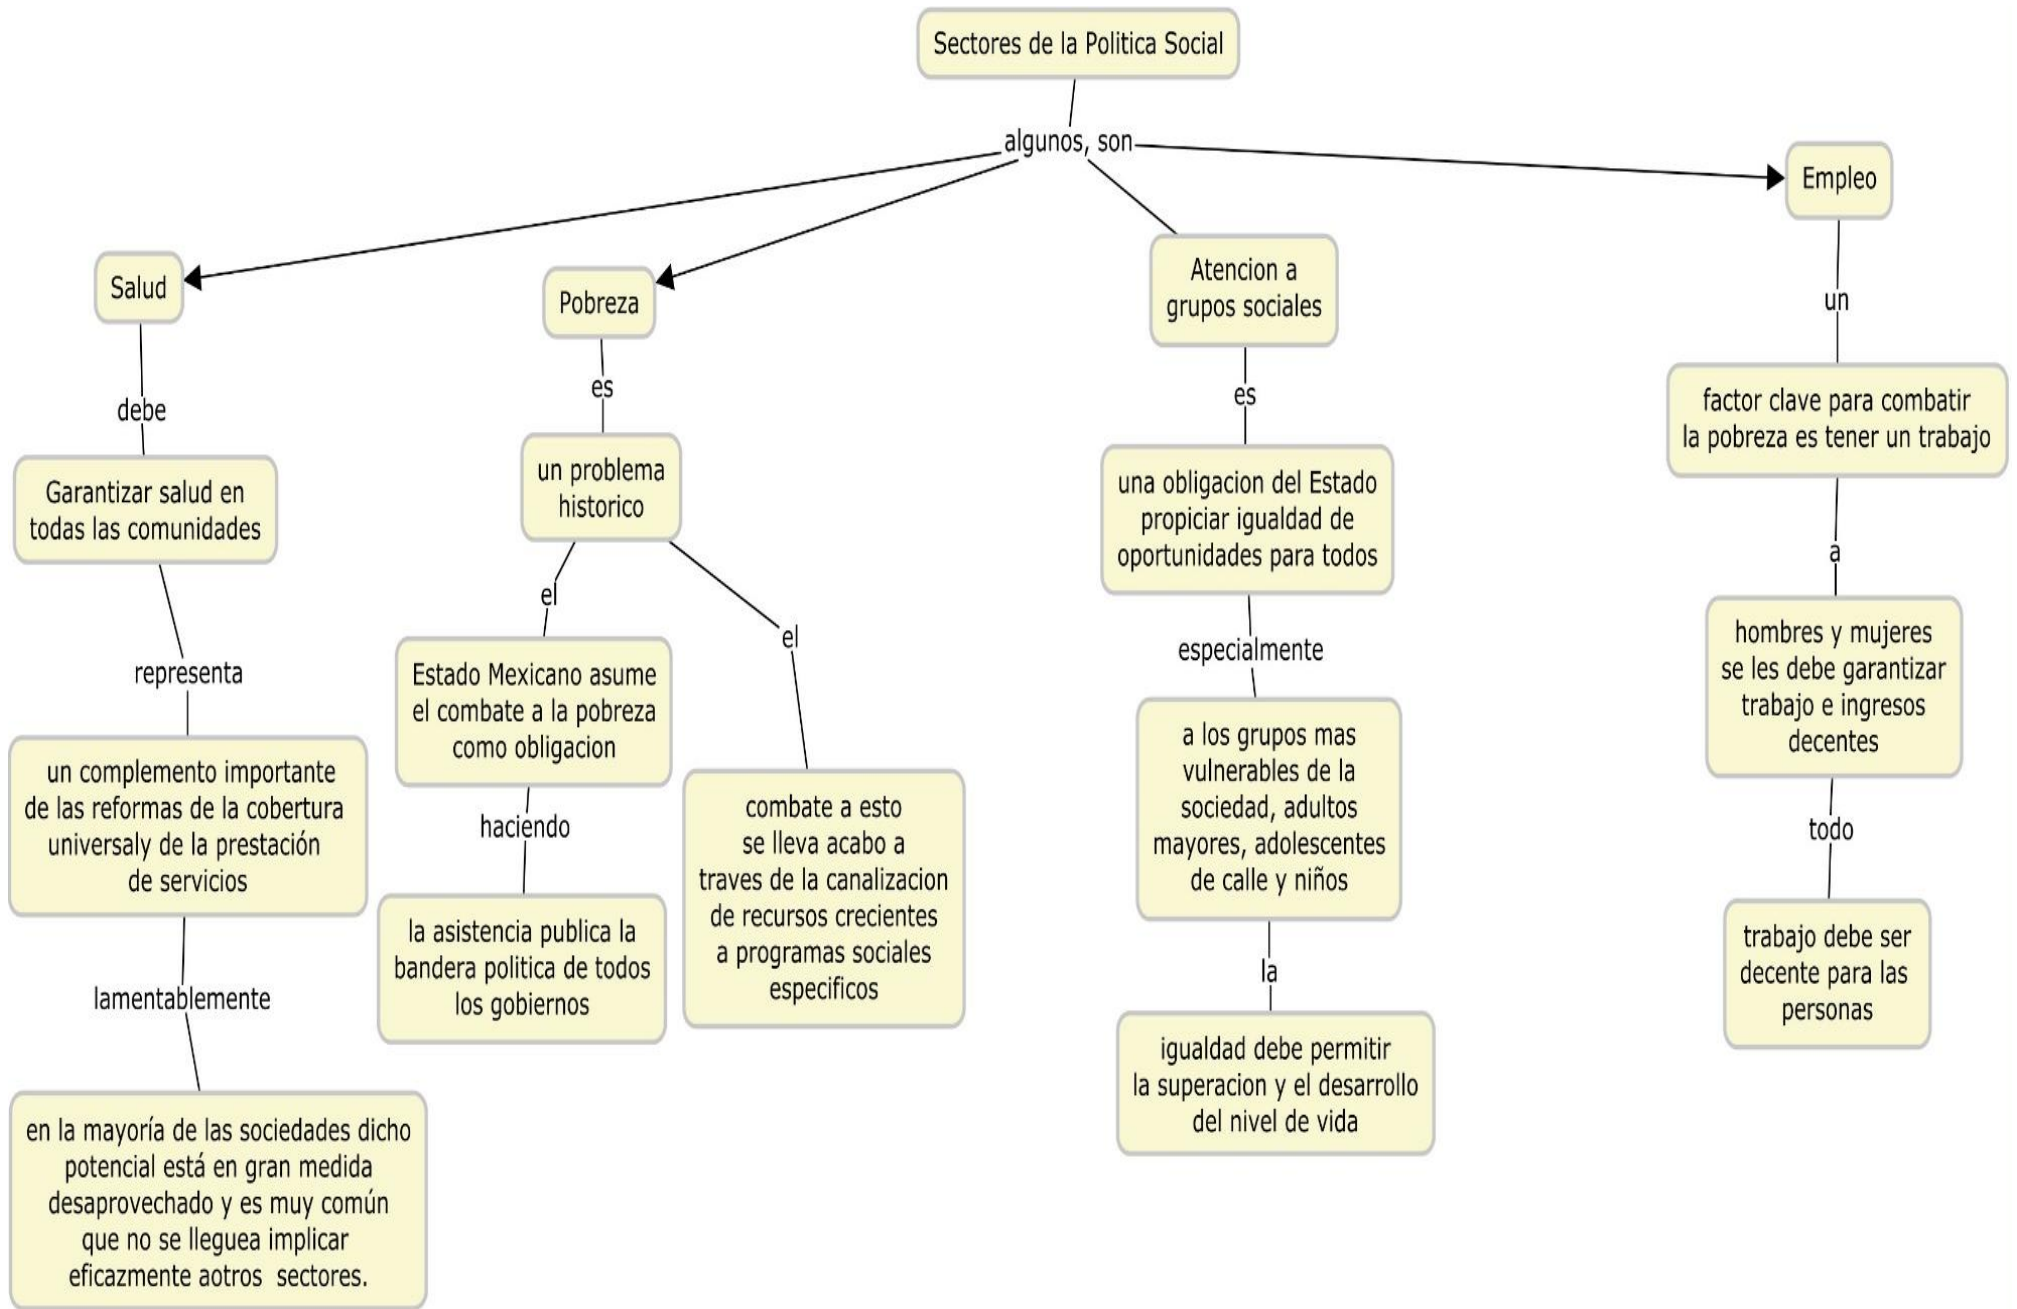 Sectores de la Politica Social
algunos, son
Salud
debe
Garantizar salud en
todas las comunidades
representa
un complemento importante
de las reformas de la cobertura
universaly de la prestación
de servicios
lamentablemente
en la mayoría de las sociedades dicho
potencial está en gran medida
desaprovechado y es muy común
que no se lleguea implicar
eficazmente aotros  sectores.
Pobreza
es
un problema
historico
el
Estado Mexicano asume
el combate a la pobreza
como obligacion
haciendo
la asistencia publica la
bandera politica de todos
los gobiernos
el
combate a esto
se lleva acabo a
traves de la canalizacion
de recursos crecientes
a programas sociales
especificos
Atencion a
grupos sociales
es
una obligacion del Estado
propiciar igualdad de
oportunidades para todos
especialmente
a los grupos mas
vulnerables de la
sociedad, adultos
mayores, adolescentes
de calle y niños
la
igualdad debe permitir
la superacion y el desarrollo
del nivel de vida
Empleo
un
factor clave para combatir
la pobreza es tener un trabajo
a
hombres y mujeres
se les debe garantizar
trabajo e ingresos
decentes
todo
trabajo debe ser
decente para las
personas